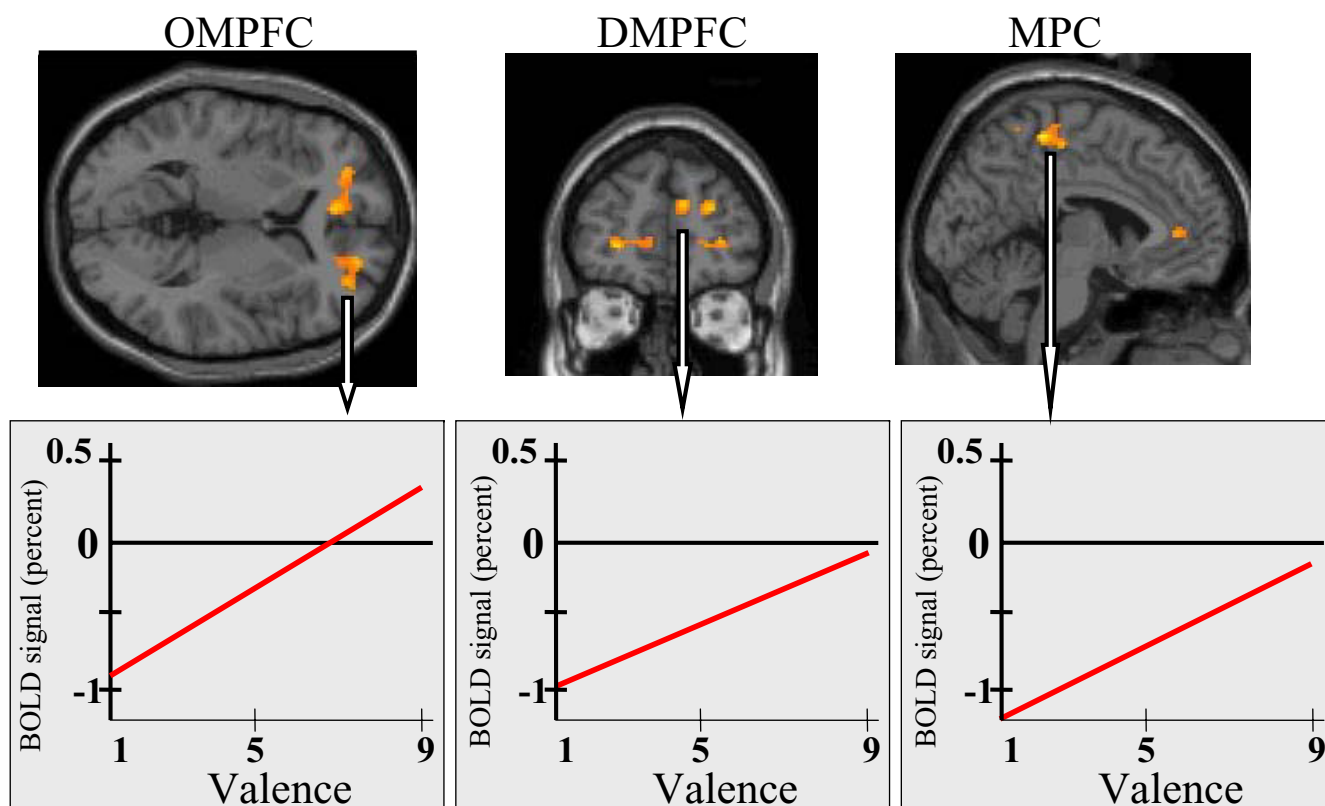 OMPFC
DMPFC
MPC
BOLD signal (percent)
0.5
0
-1
1
5
9
Valence
BOLD signal (percent)
0.5
0
-1
1
5
9
Valence
BOLD signal (percent)
0.5
0
-1
1
5
9
Valence